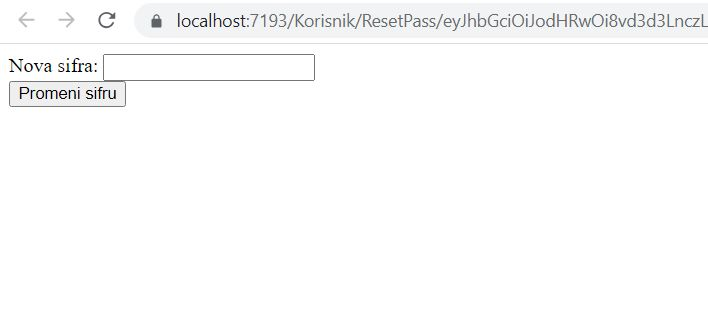 localhost:7193/Korisnik/ResetPass/eyJhbGciOiJodHRwOi8vd3d3LnczL
Nova sifra:
Promeni sifru